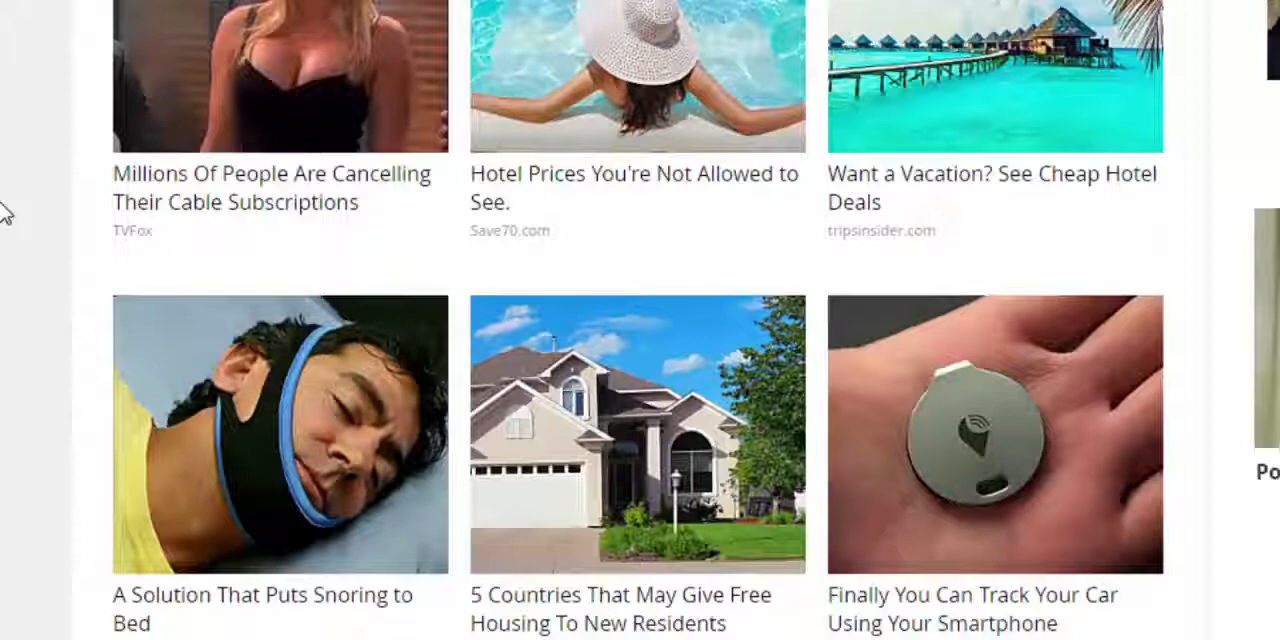 Millions Of People Are Cancelling
Their Cable Subscriptions
TVFox
Hotel Prices You're Not Allowed to
See.
Save70.com
Want a Vacation? See Cheap Hotel
Deals
tripsinsider.com
A Solution That Puts Snoring to
Bed
5 Countries That May Give Free
Housing To New Residents
Finally You Can Track Your Car
Using Your Smartphone
Po